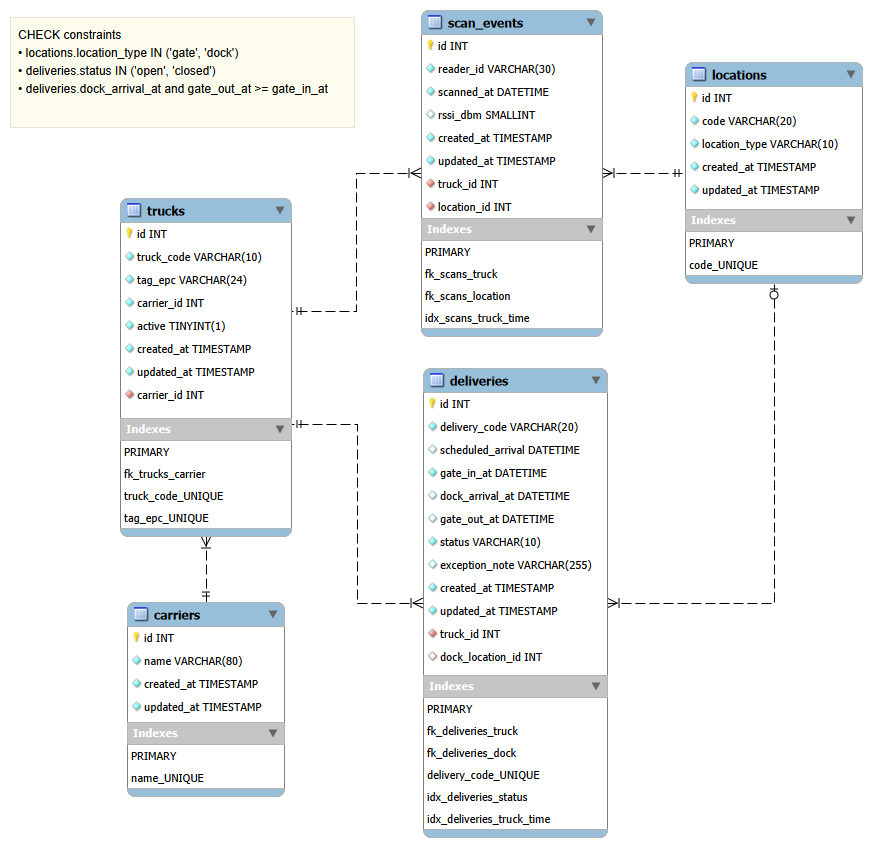 CHECK constraints
• locations.location_type IN ('gate', 'dock')
• deliveries.status IN ('open', 'closed')
• deliveries.dock_arrival_at and gate_out_at >= gate_in_at
scan_events
id INT
reader_id VARCHAR(30)
scanned_at DATETIME
rssi_dbm SMALLINT
created_at TIMESTAMP
updated_at TIMESTAMP
truck_id INT
location_id INT
Indexes
PRIMARY
fk_scans_truck
fk_scans_location
idx_scans_truck_time
locations
id INT
code VARCHAR(20)
location_type VARCHAR(10)
created_at TIMESTAMP
updated_at TIMESTAMP
Indexes
PRIMARY
code_UNIQUE
trucks
id INT
truck_code VARCHAR(10)
tag_epc VARCHAR(24)
carrier_id INT
active TINYINT(1)
created_at TIMESTAMP
updated_at TIMESTAMP
carrier_id INT
Indexes
PRIMARY
fk_trucks_carrier
truck_code_UNIQUE
tag_epc_UNIQUE
deliveries
id INT
delivery_code VARCHAR(20)
scheduled_arrival DATETIME
gate_in_at DATETIME
dock_arrival_at DATETIME
gate_out_at DATETIME
status VARCHAR(10)
exception_note VARCHAR(255)
created_at TIMESTAMP
updated_at TIMESTAMP
truck_id INT
dock_location_id INT
Indexes
PRIMARY
fk_deliveries_truck
fk_deliveries_dock
delivery_code_UNIQUE
idx_deliveries_status
idx_deliveries_truck_time
carriers
id INT
name VARCHAR(80)
created_at TIMESTAMP
updated_at TIMESTAMP
Indexes
PRIMARY
name_UNIQUE